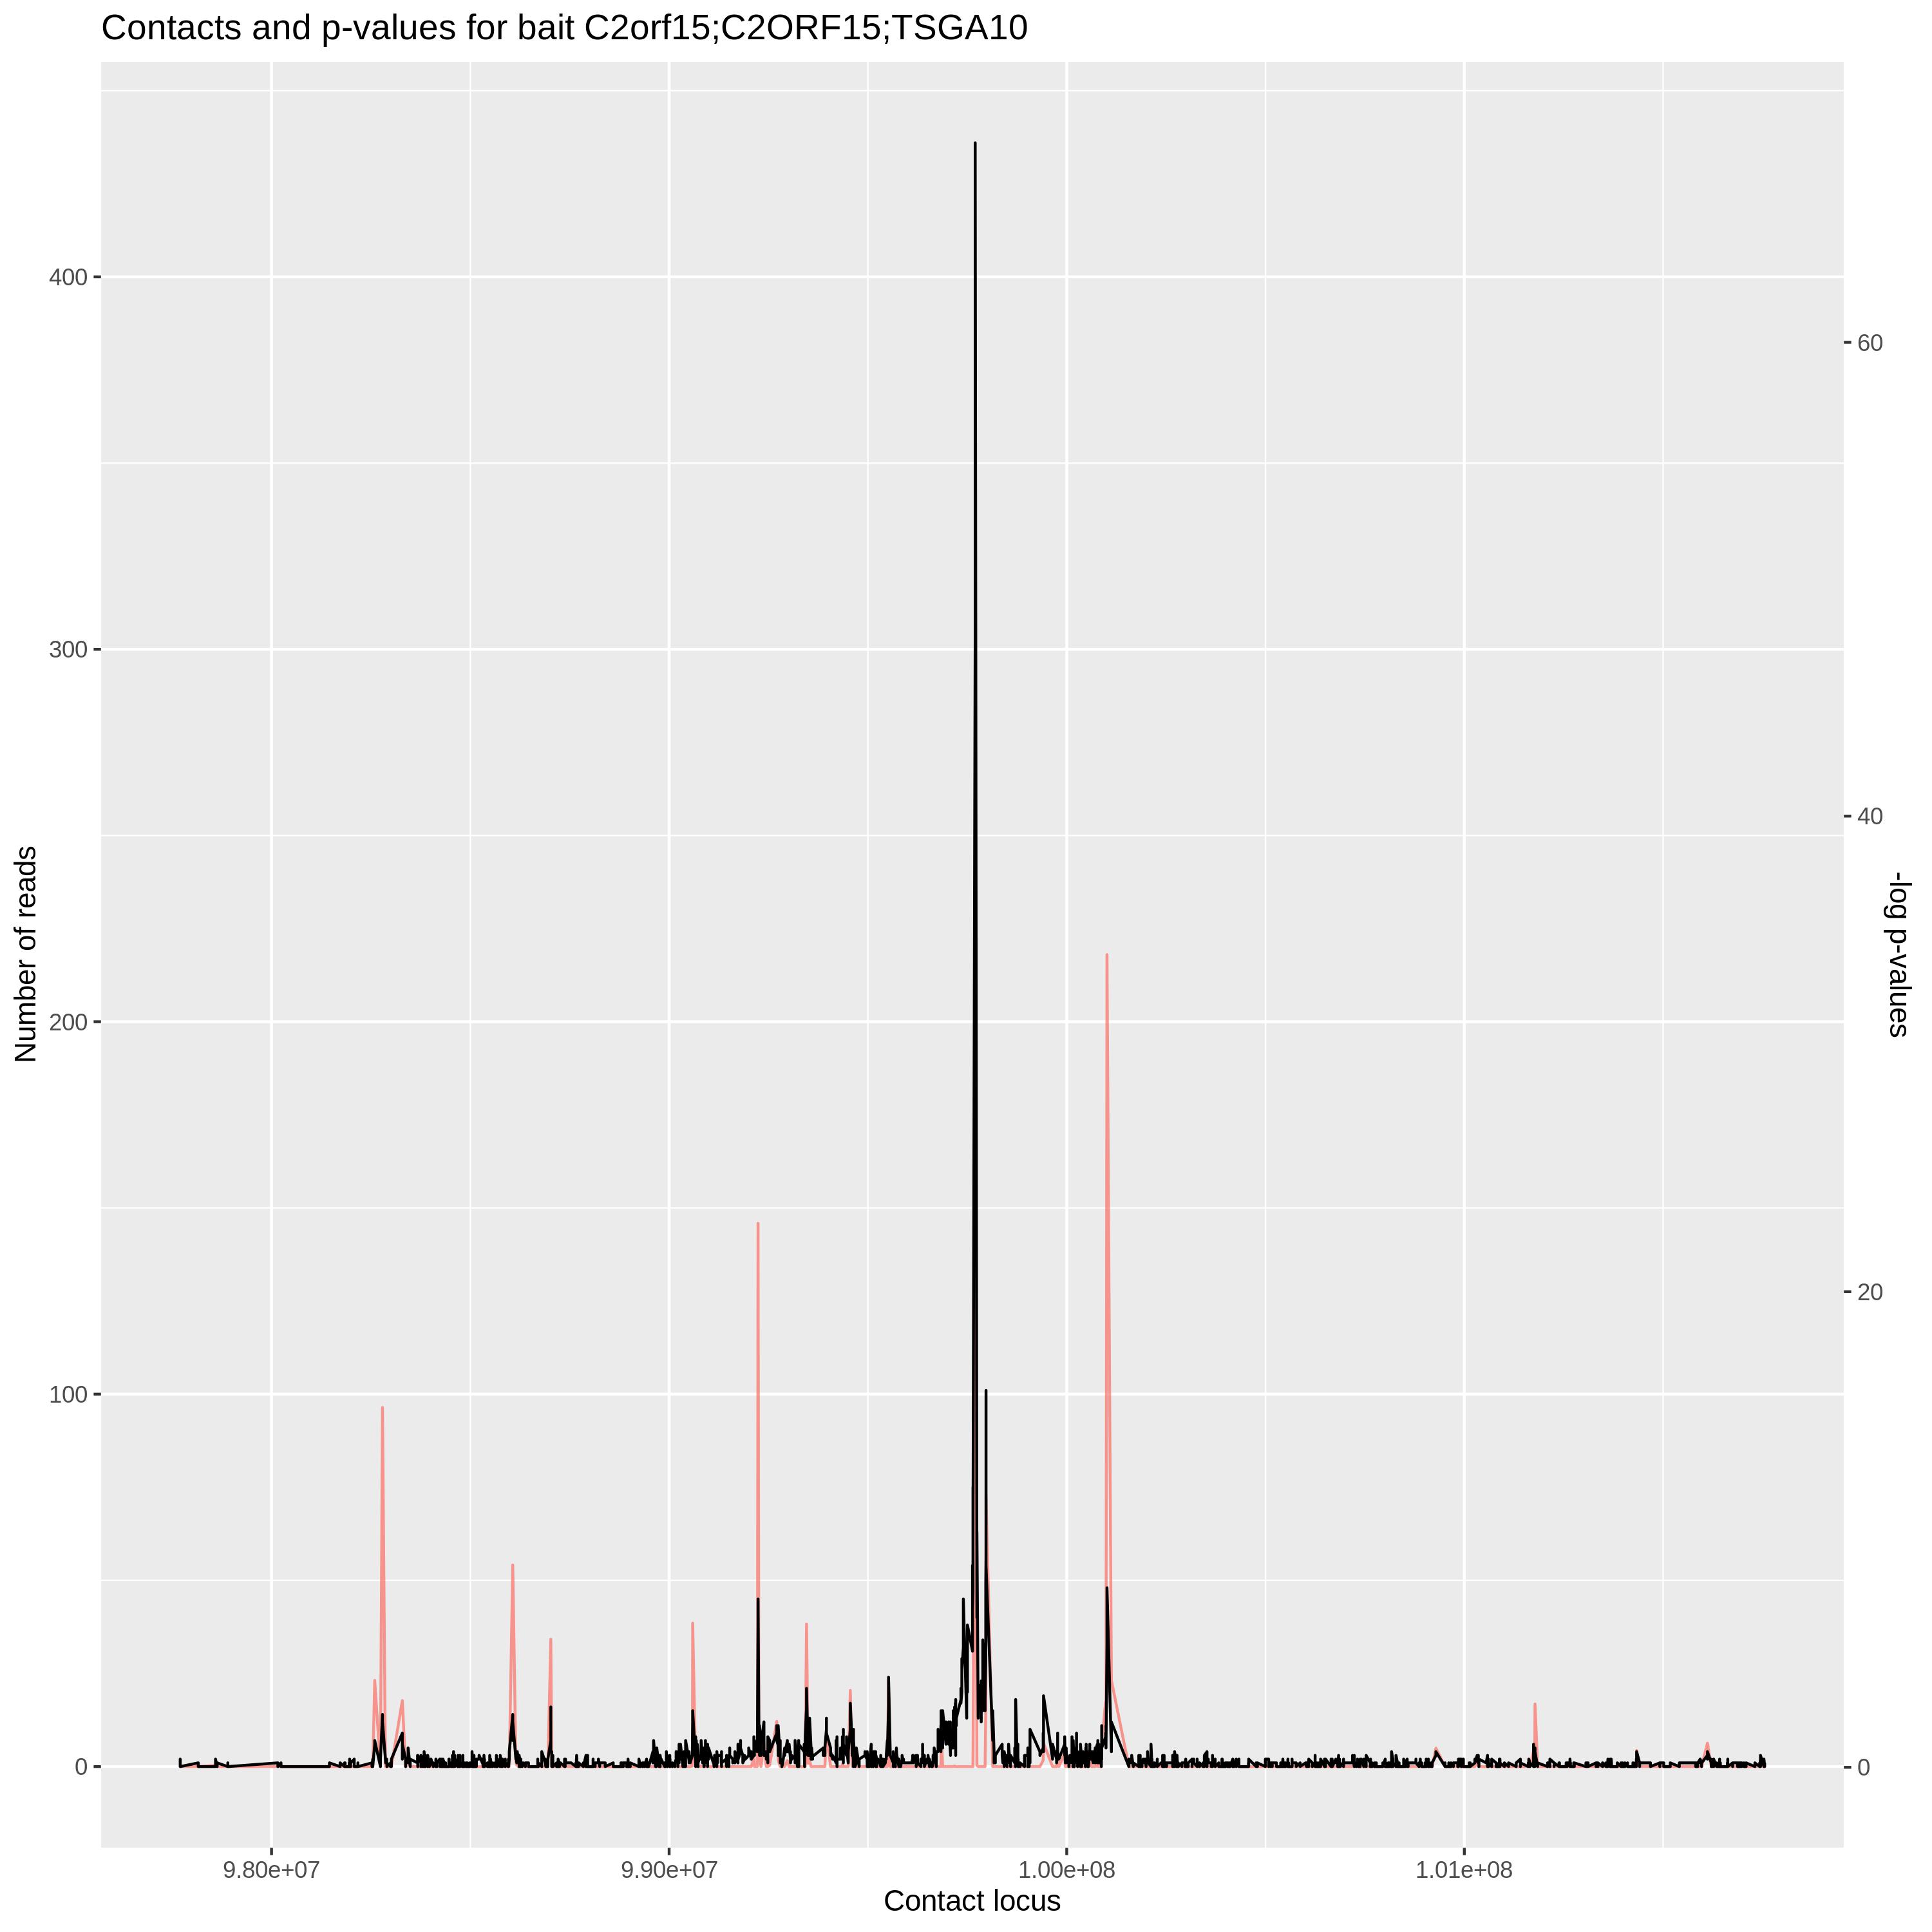 Contacts and p-values for bait C2orf15;C2ORF15;TSGA10
400
300
200
100
0
Number of reads
60
40
20
0
-log p-values
9.80e+07
9.90e+07
1.00e+08
1.01e+08
Contact locus